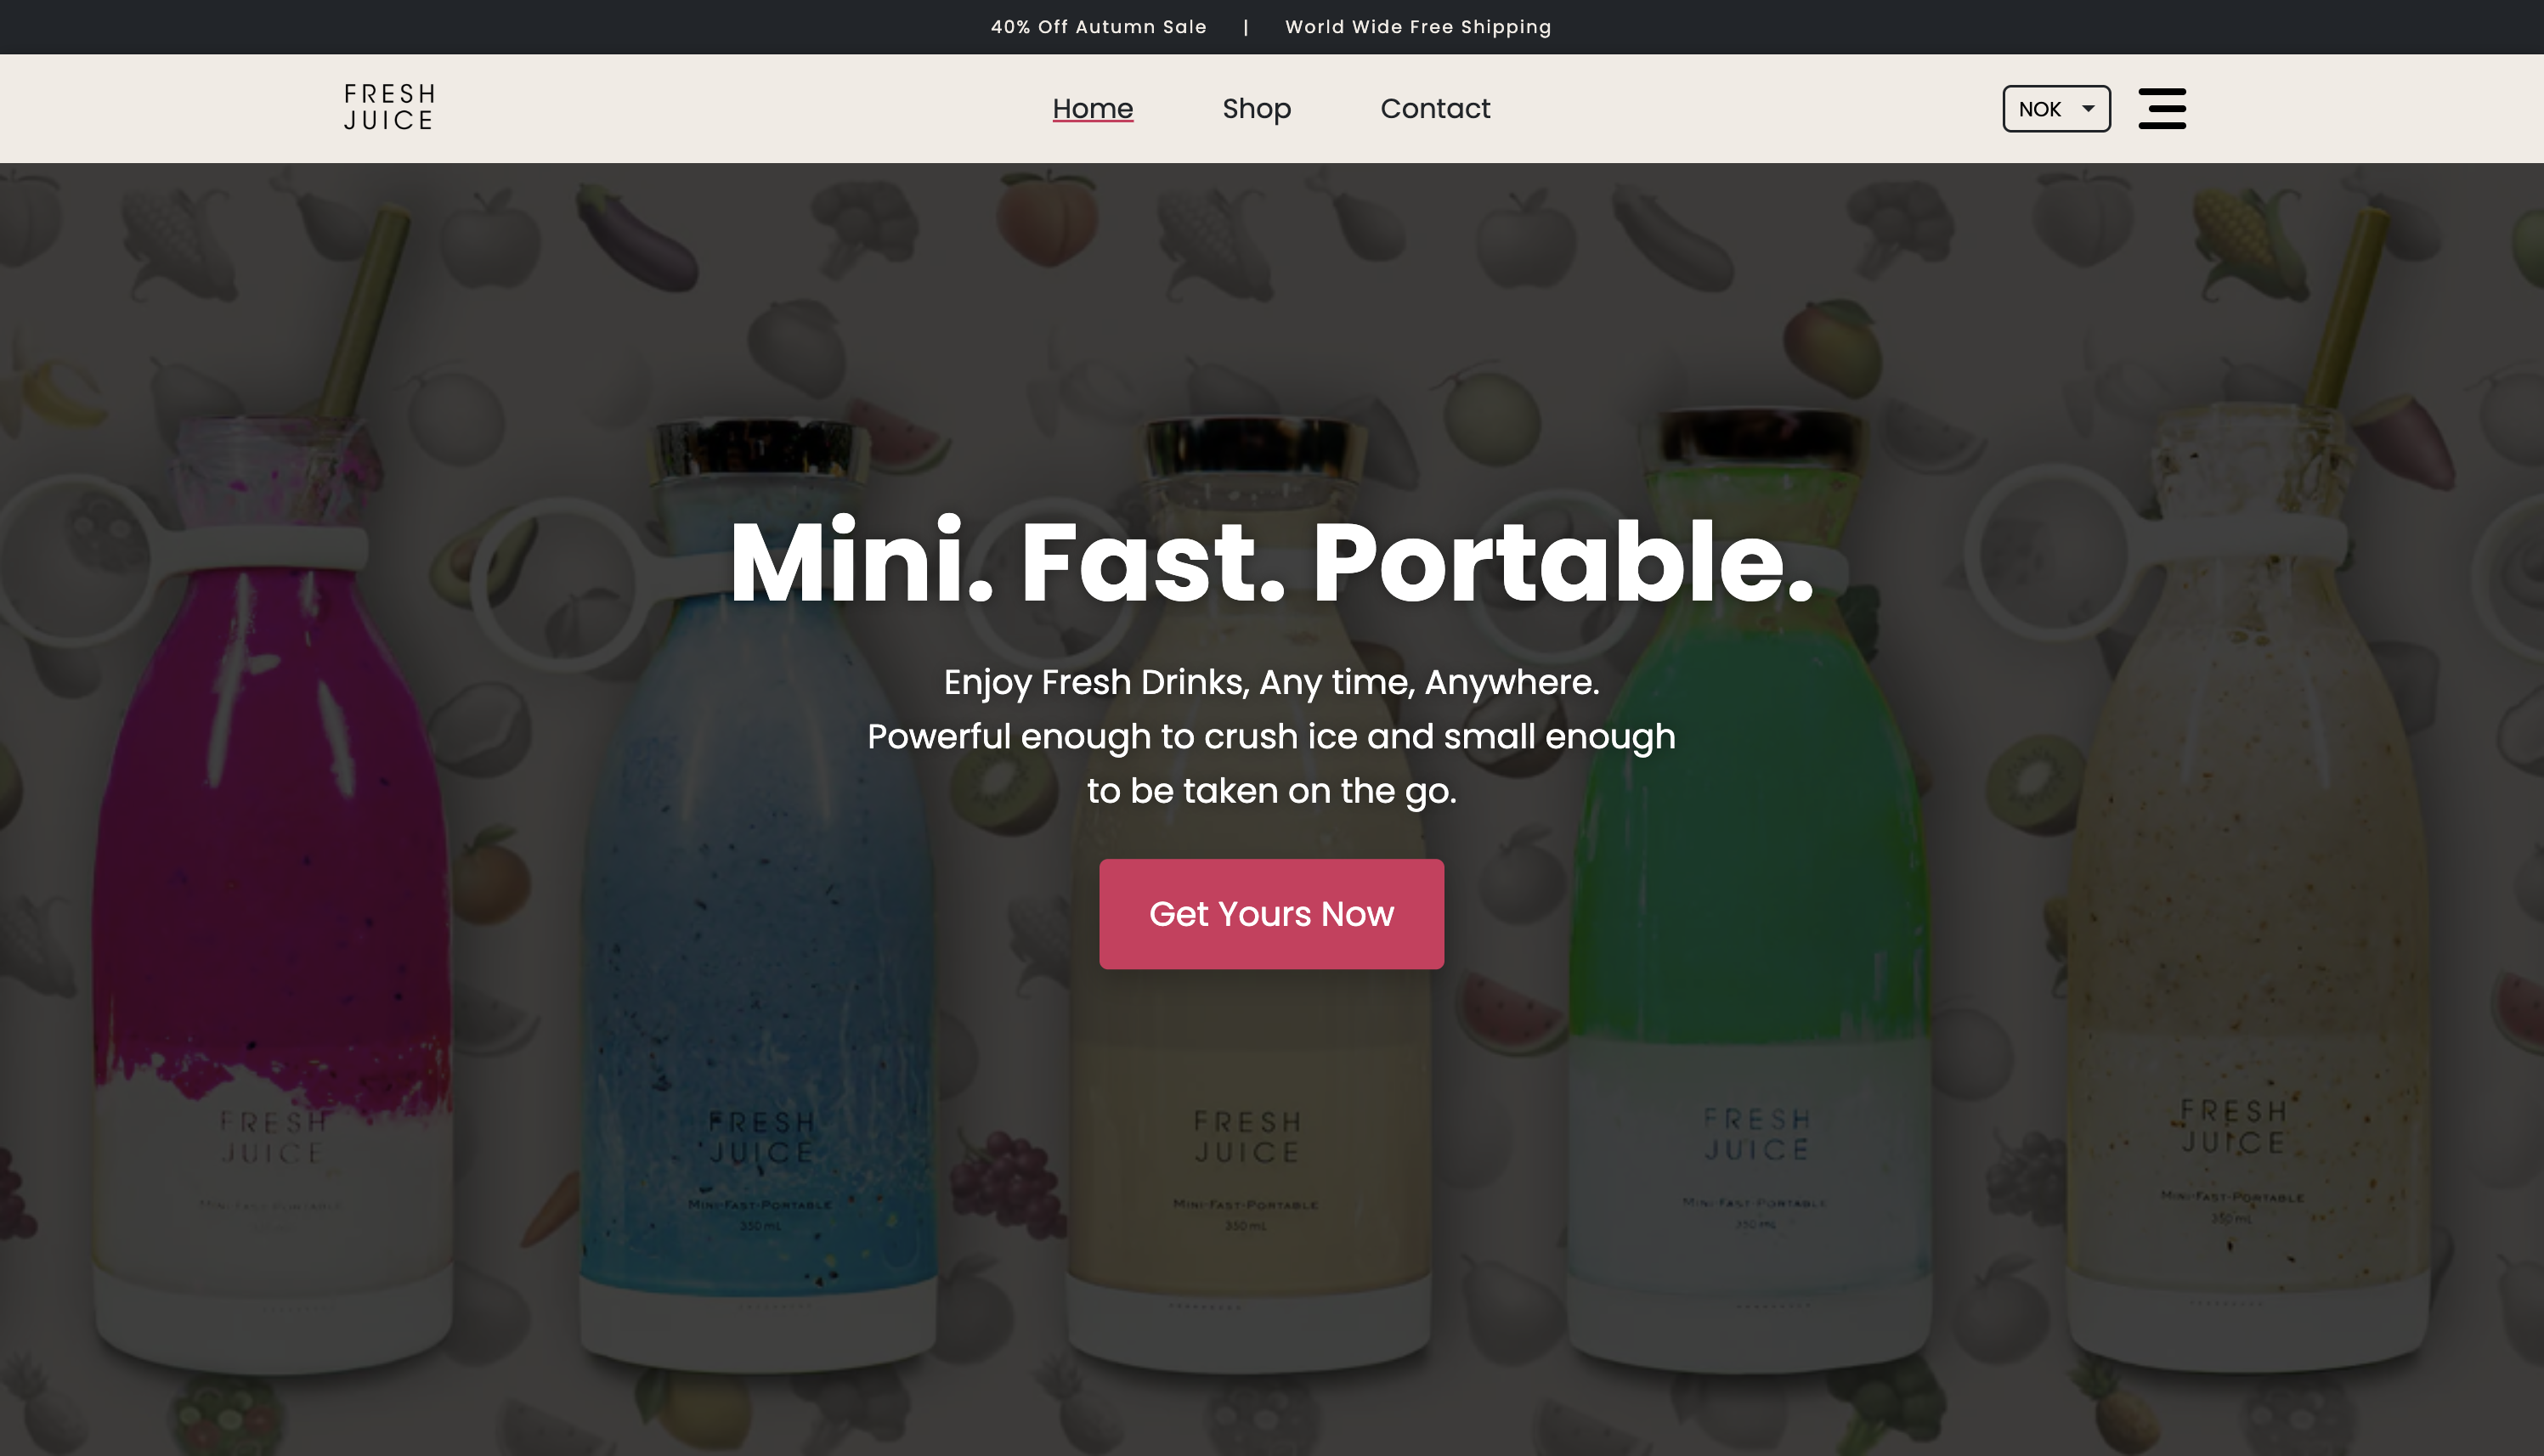 40% Off Autumn Sale | World Wide Free Shipping
FRESH
JUICE
Home Shop Contact
NOK
Mini. Fast. Portable.
Enjoy Fresh Drinks, Any time, Anywhere.
Powerful enough to crush ice and small enough
to be taken on the go.
Get Yours Now
FRESH
JUICE
MINI-FAST-PORTABLE
FRESH
JUICE
MINI-FAST-PORTABLE
350 mL
FRESH
JUICE
MINI-FAST-PORTABLE
350 mL
FRESH
JUICE
MINI-FAST-PORTABLE
350 mL
FRESH
JUICE
MINI-FAST-PORTABLE
350 mL